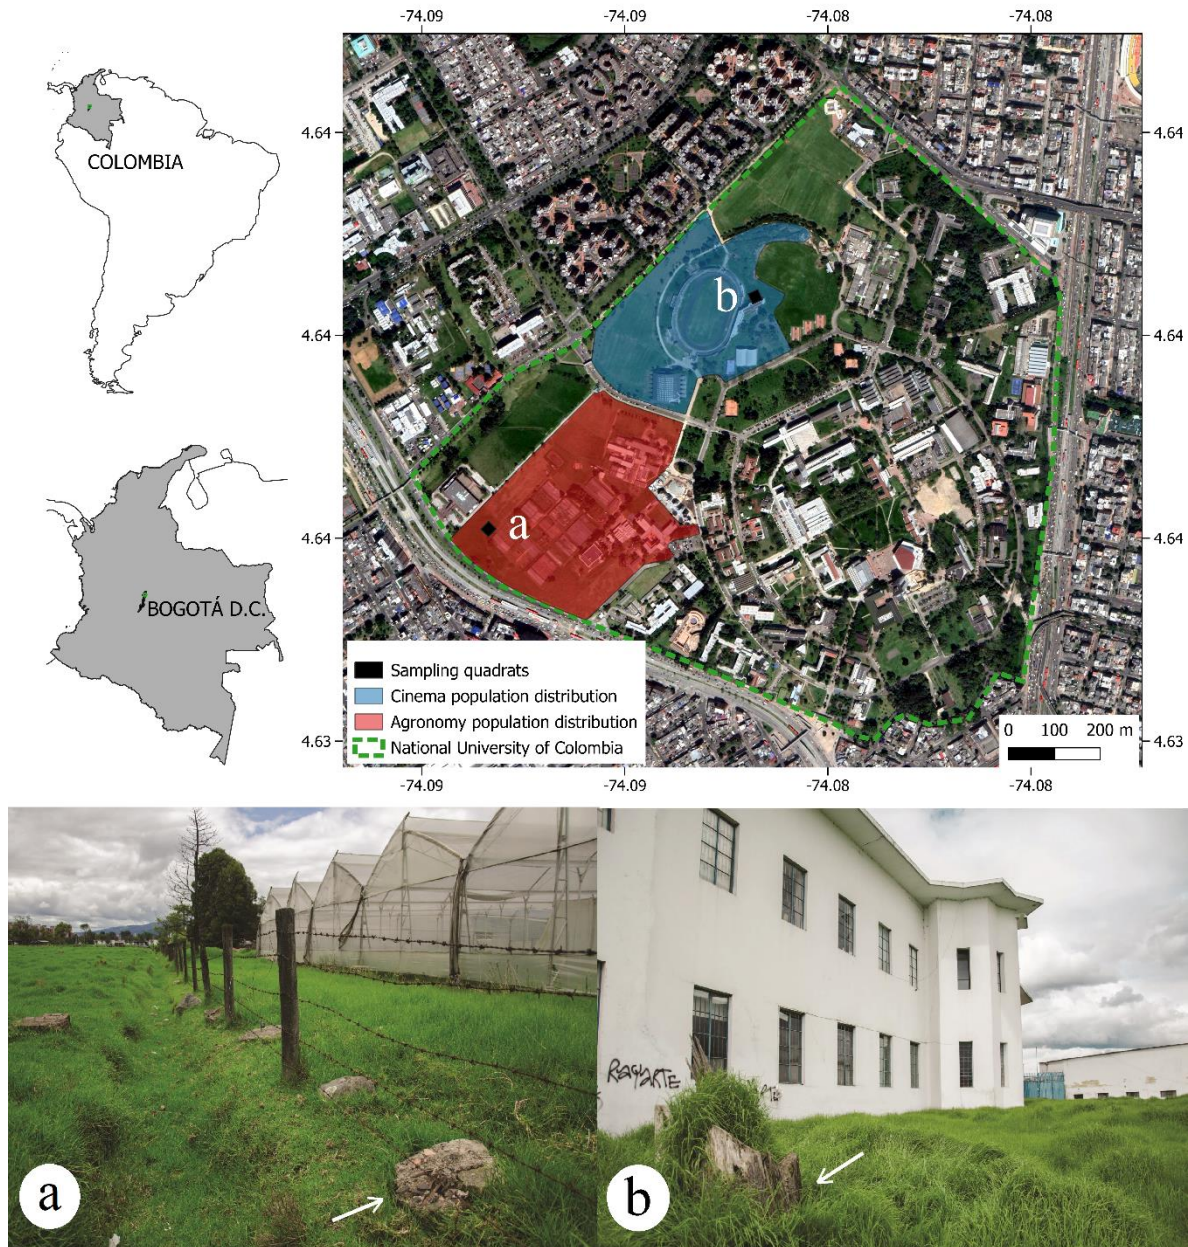 -74.09
-74.09
-74.08
-74.08
COLOMBIA
4.64
4.64
b
4.64
4.64
4.64
4.64
a
BOGOTÁ D.C.
Sampling quadrats
Cinema population distribution
Agronomy population distribution
National University of Colombia
0 100 200 m
4.63
4.63
-74.09
-74.09
-74.08
-74.08
RaquARTE
a
b